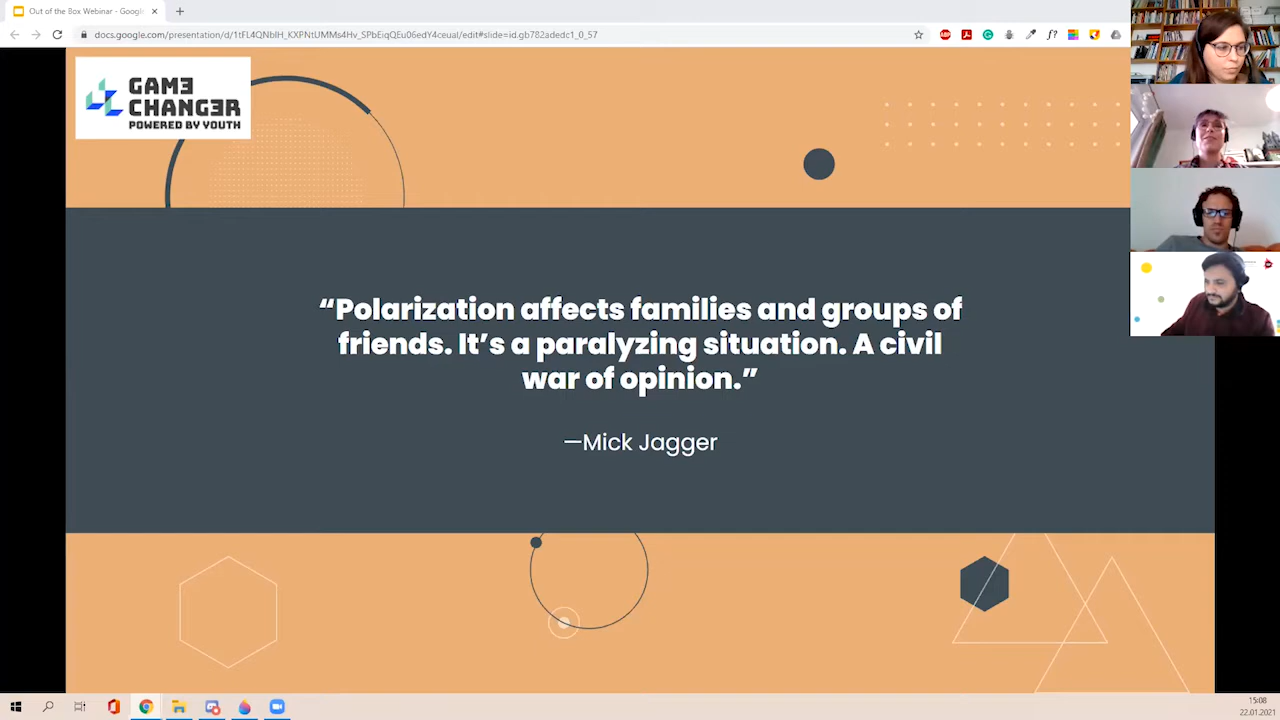 Out of the Box Webinar - Googl
docs.google.com/presentation/d/1tFL4QNblH_KXPNtUMMs4Hv_SPbEiqQEu06edY4ceuaI/edit#slide=id.gb782adedc1_0_57
GAM3
CHANG3R
POWERED BY YOUTH
“Polarization affects families and groups of
friends. It’s a paralyzing situation. A civil
war of opinion.”
—Mick Jagger
15:08
22.01.2021